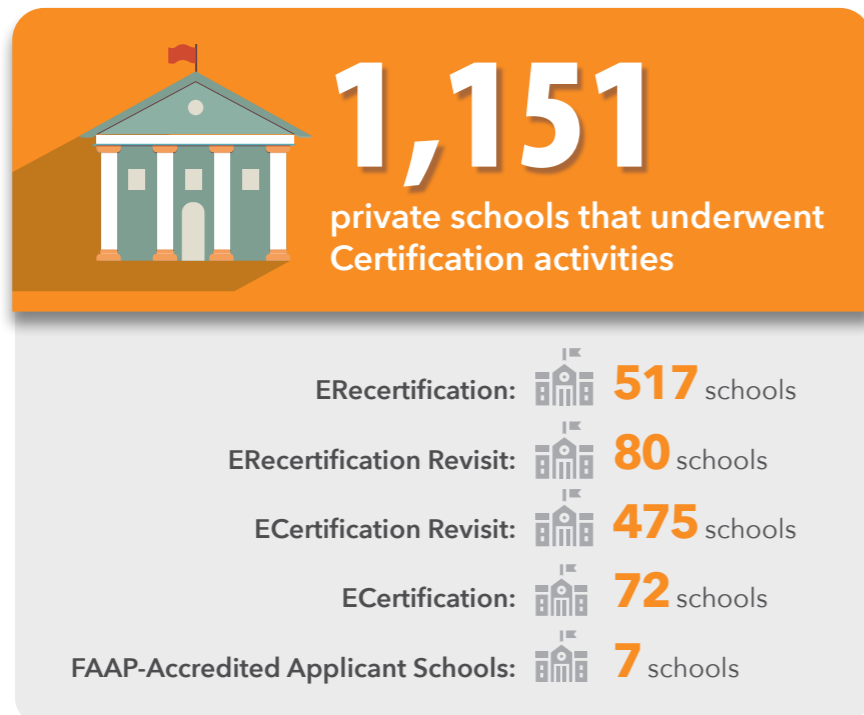 1,151
private schools that underwent
Certification activities
ERecertification: 517 schools
ERecertification Revisit: 80 schools
ECertification Revisit: 475 schools
ECertification: 72 schools
FAAP-Accredited Applicant Schools: 7 schools